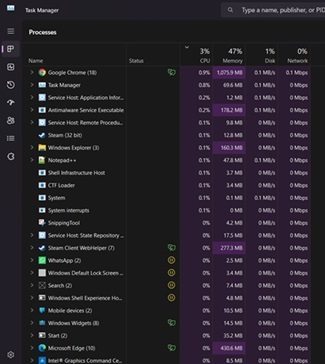 Task Manager
Type a name, publisher, or PID
Processes
3% 47% 1% 0%
Name Status CPU Memory Disk Network
Google Chrome (18) 0.9% 1,075.9 MB 0.1 MB/s 0.1 Mbps
Task Manager 0.8% 69.6 MB 0.1 MB/s 0 Mbps
Service Host: Application Infor... 0.2% 1.2 MB 0 MB/s 0 Mbps
Antimalware Service Executable 0.2% 178.2 MB 0.1 MB/s 0 Mbps
Service Host: Remote Procedu... 0.1% 9.8 MB 0 MB/s 0 Mbps
Steam (32 bit) 0.1% 12.8 MB 0 MB/s 0 Mbps
Windows Explorer (3) 0.1% 160.3 MB 0 MB/s 0 Mbps
Notepad++ 0.1% 47.8 MB 0 MB/s 0 Mbps
Shell Infrastructure Host 0.1% 3.7 MB 0 MB/s 0 Mbps
CTF Loader 0.1% 3.4 MB 0 MB/s 0 Mbps
System 0.1% 0.1 MB 0.1 MB/s 0 Mbps
System interrupts 0.1% 0 MB 0 MB/s 0 Mbps
SnippingTool 0% 4.2 MB 0 MB/s 0 Mbps
Service Host: State Repository ... 0% 17.5 MB 0 MB/s 0 Mbps
Steam Client WebHelper (7) 0% 277.3 MB 0 MB/s 0 Mbps
WhatsApp (2) 0% 2.5 MB 0 MB/s 0 Mbps
Windows Default Lock Screen ... 0% 3.4 MB 0 MB/s 0 Mbps
Search (2) 0% 7.4 MB 0 MB/s 0 Mbps
Windows Shell Experience Ho... 0% 4.8 MB 0 MB/s 0 Mbps
Mobile devices (2) 0% 10.5 MB 0 MB/s 0 Mbps
Windows Widgets (8) 0% 14.5 MB 0 MB/s 0 Mbps
Start (2) 0% 15.2 MB 0 MB/s 0 Mbps
Microsoft Edge (10) 0% 430.6 MB 0 MB/s 0 Mbps
Intel® Graphics Command Ce... 0% 8.5 MB 0 MB/s 0 Mbps